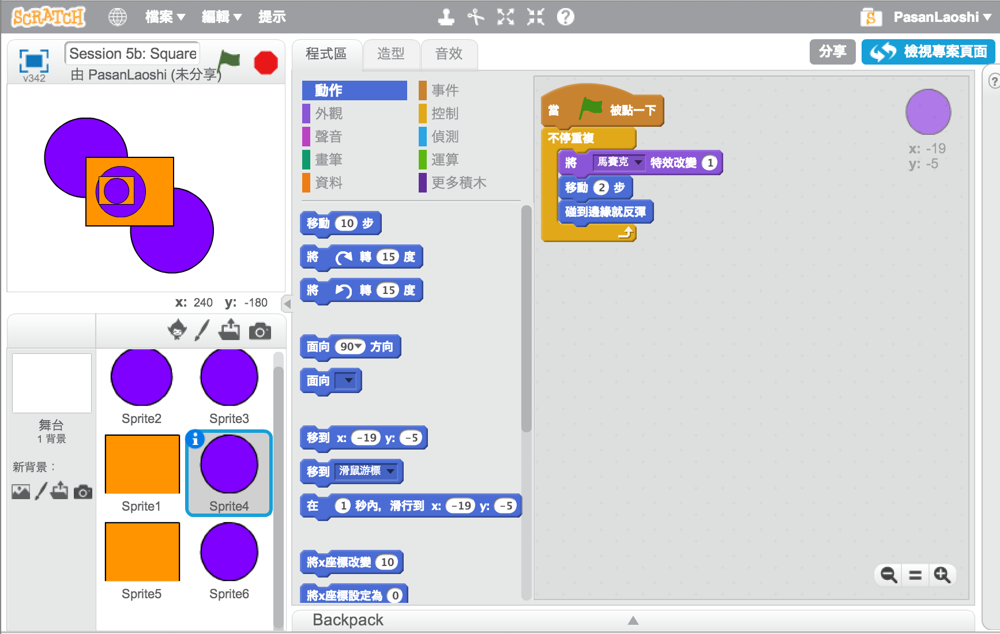 SCRATCH 檔案 編輯 提示 PasanLaoshi
v342
Session 5b: Square
由 PasanLaoshi (未分享)
x: 240 y: -180
舞台
1 背景
新背景：
Sprite2
Sprite3
Sprite1
Sprite4
Sprite5
Sprite6
程式區 造型 音效
分享 檢視專案頁面
動作 事件
外觀 控制
聲音 偵測
畫筆 運算
資料 更多積木
移動 10 步
將 轉 15 度
將 轉 15 度
面向 90 方向
面向
移到 x: -19 y: -5
移到 滑鼠游標
在 1 秒內, 滑行到 x: -19 y: -5
將x座標改變 10
將x座標設定為 0
當 被點一下
不停重複
將 馬賽克 特效改變 1
移動 2 步
碰到邊緣就反彈
x: -19
y: -5
Backpack